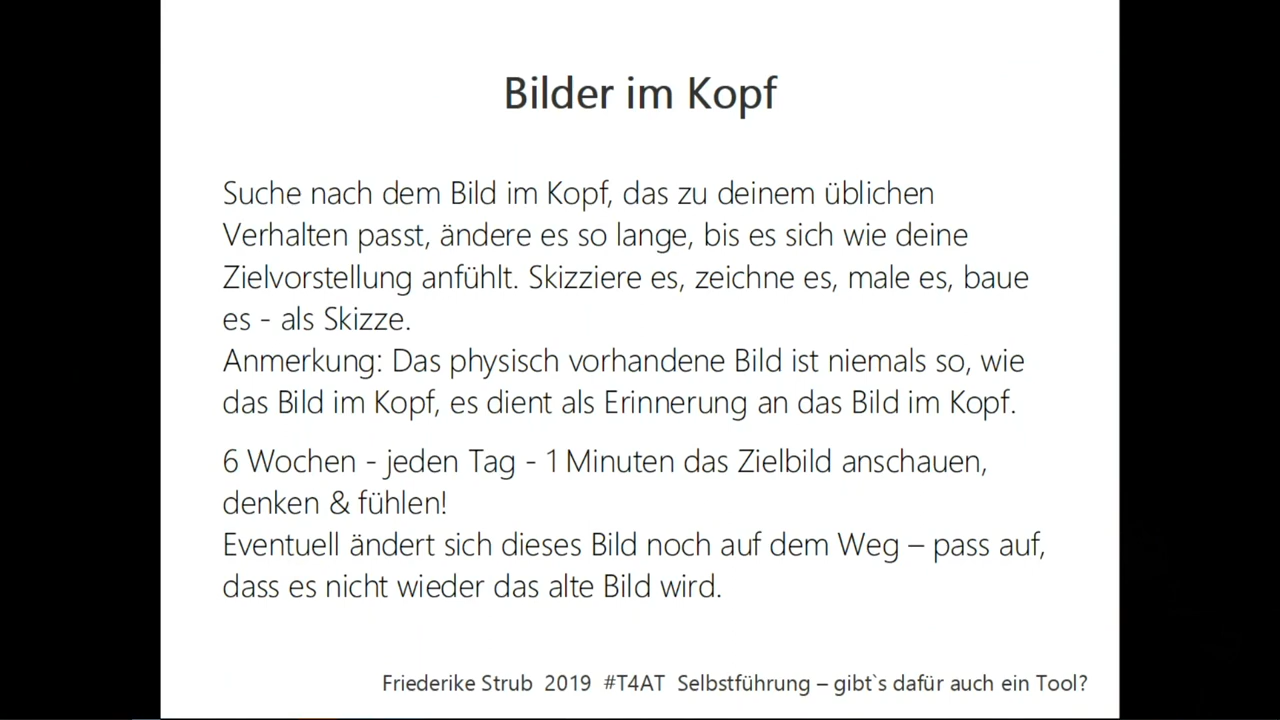 Bilder im Kopf
Suche nach dem Bild im Kopf, das zu deinem üblichen
Verhalten passt, ändere es so lange, bis es sich wie deine
Zielvorstellung anfühlt. Skizziere es, zeichne es, male es, baue
es - als Skizze.
Anmerkung: Das physisch vorhandene Bild ist niemals so, wie
das Bild im Kopf, es dient als Erinnerung an das Bild im Kopf.
6 Wochen - jeden Tag - 1 Minuten das Zielbild anschauen,
denken & fühlen!
Eventuell ändert sich dieses Bild noch auf dem Weg – pass auf,
dass es nicht wieder das alte Bild wird.
Friederike Strub 2019 #T4AT Selbstführung – gibt`s dafür auch ein Tool?